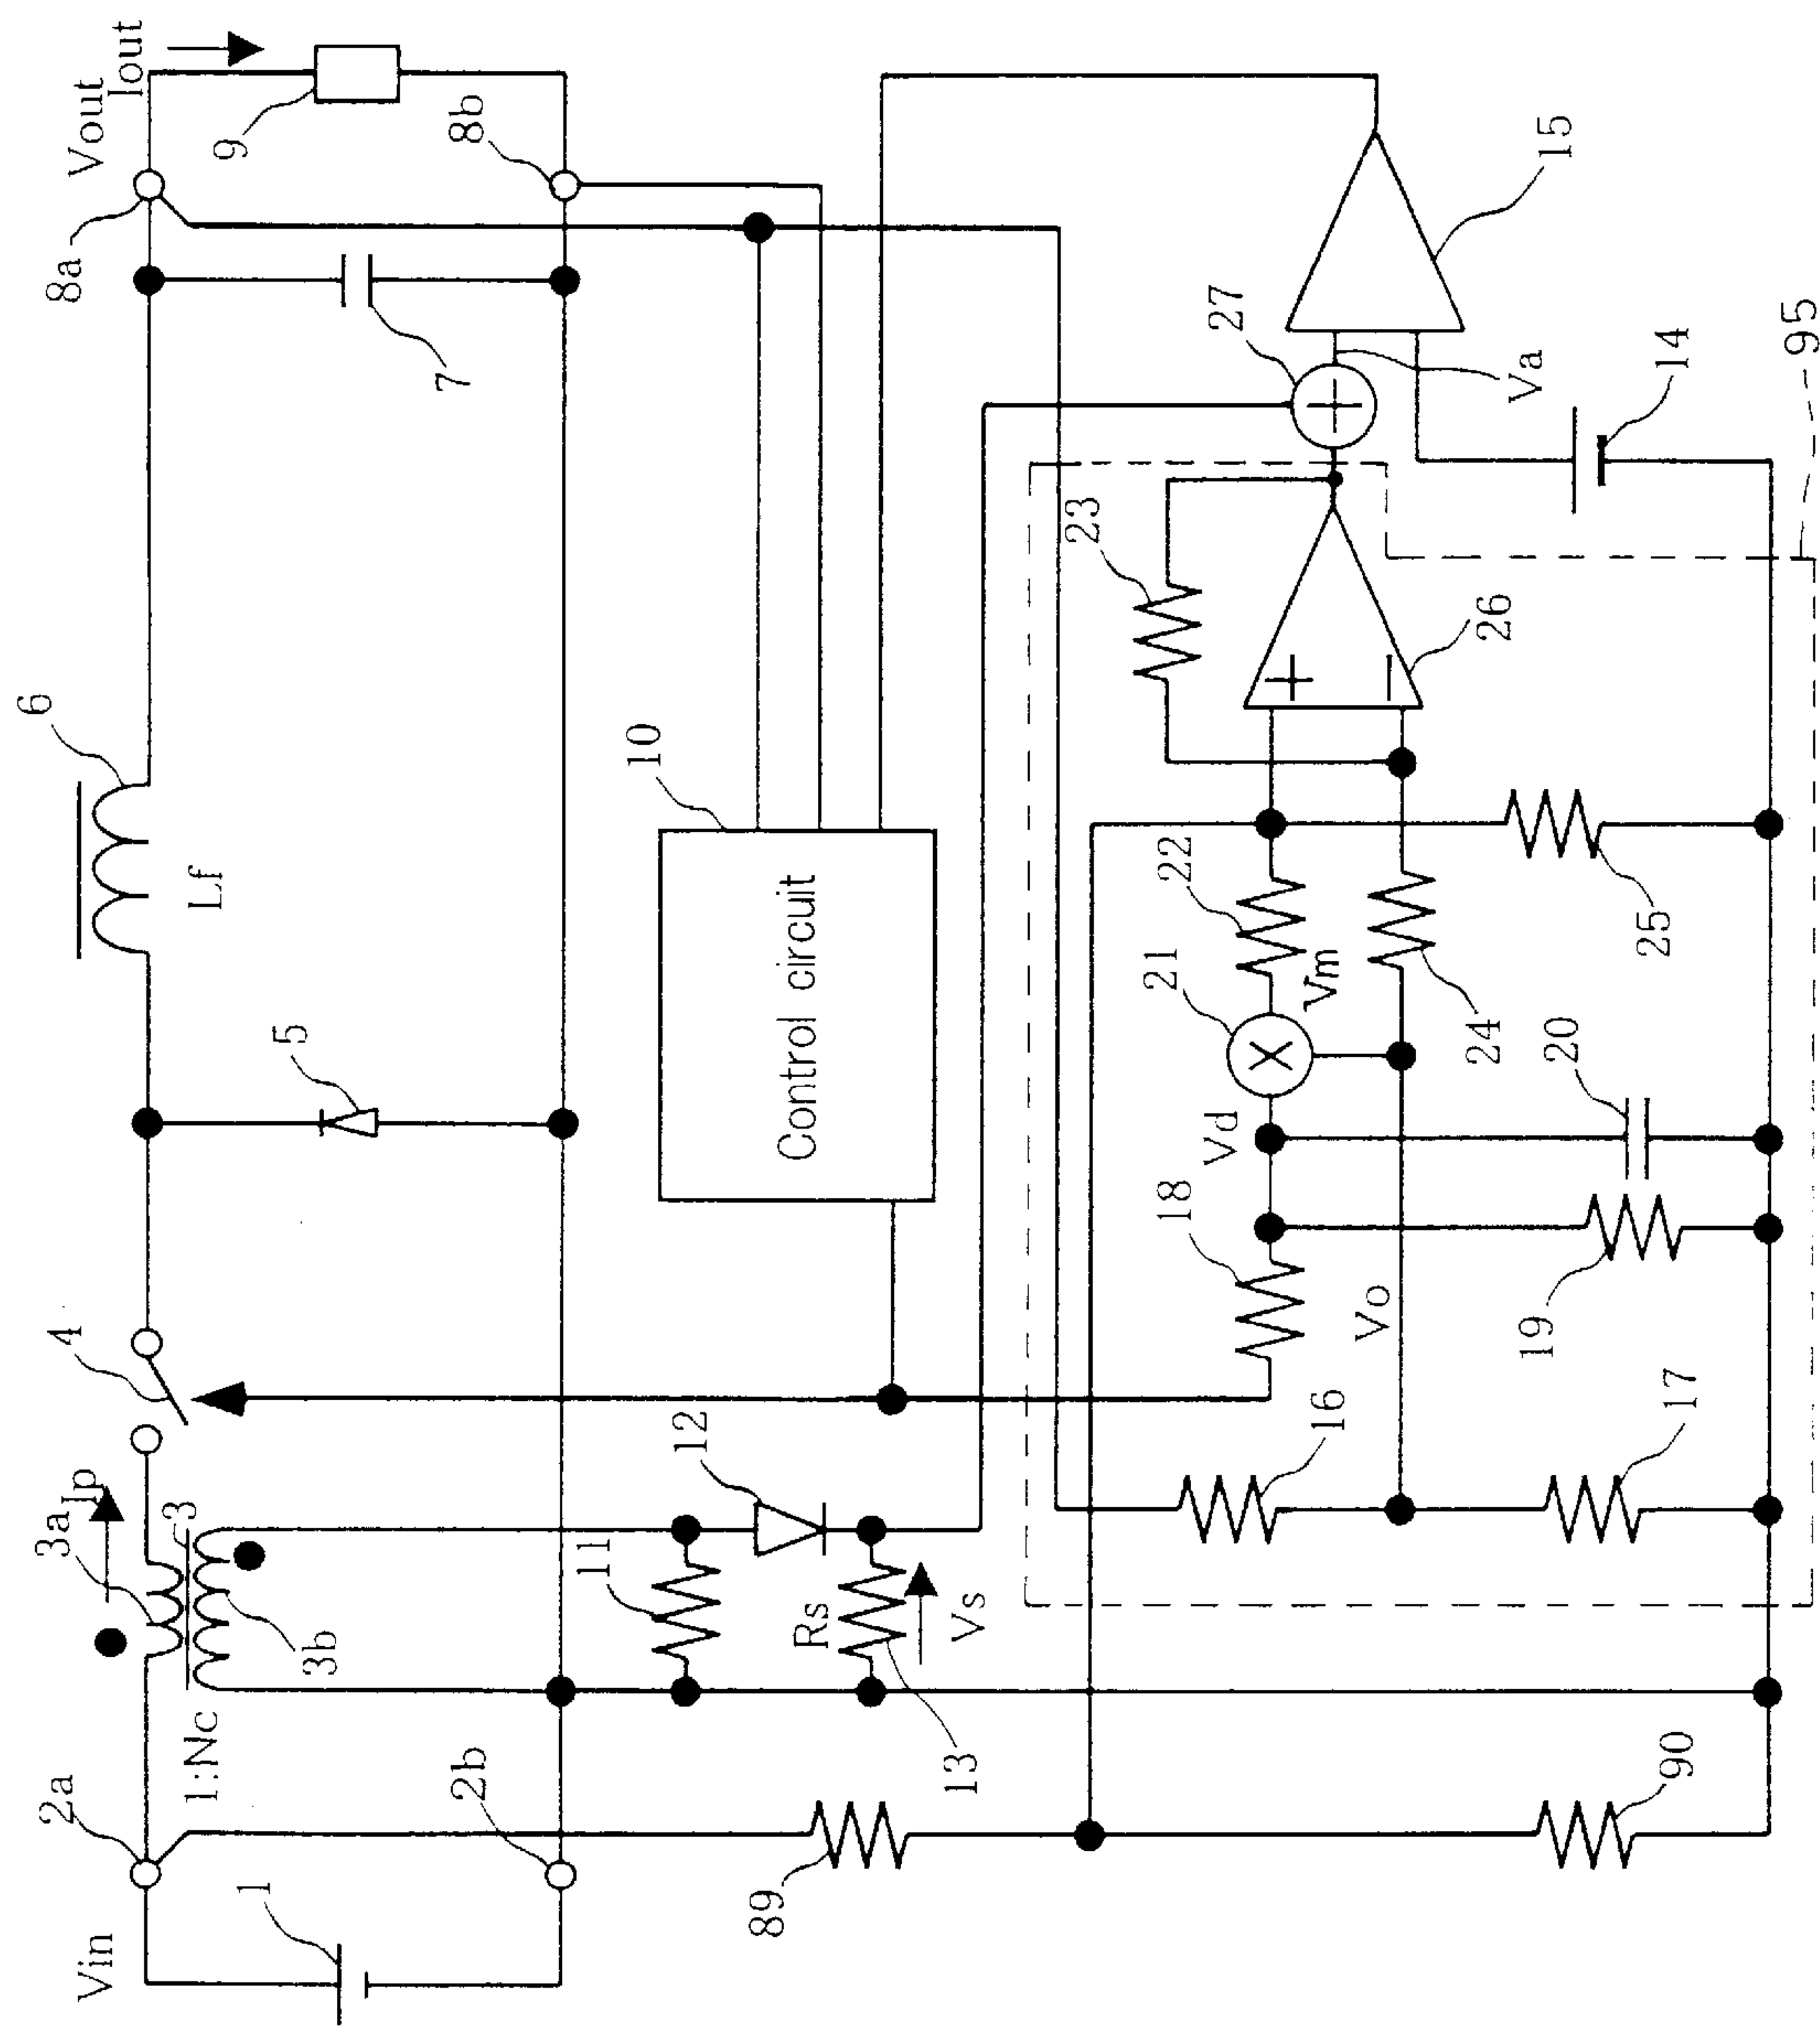 Vin
1
2a
2b
1:Nc
3a
Ip
3
3b
4
5
6
Lf
7
8a
Vout
Iout
9
8b
10
Control circuit
11
12
Rs
13
Vs
89
90
16
17
18
19
Vo
Vd
20
21
Vm
22
24
25
23
+
−
26
27
+
Va
15
14
95
X